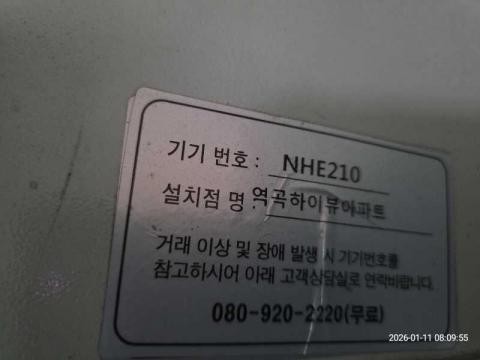 기기 번호 : NHE210
설치점 명 : 역곡하이뷰아파트
거래 이상 및 장애 발생 시 기기번호를
참고하시어 아래 고객상담실로 연락바랍니다.
080-920-2220(무료)
2026-01-11 08:09:55